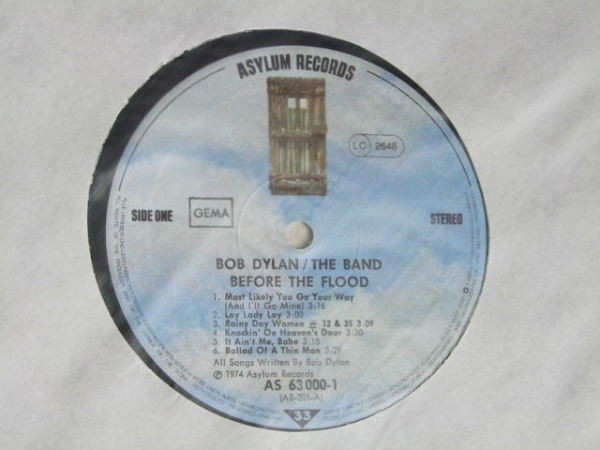 ASYLUM RECORDS
LC 2648
SIDE ONE
GEMA
STEREO
BOB DYLAN/THE BAND
BEFORE THE FLOOD
1. Most Likely You Go Your Way
(And I'll Go Mine) 3:16
2. Lay Lady Lay 3:00
3. Rainy Day Women # 12 & 35 3:09
4. Knockin' On Heaven's Door 3:30
5. It Ain't Me, Babe 3:15
6. Ballad Of A Thin Man 3:29
All Songs Written By Bob Dylan
℗ 1974 Asylum Records
AS 63 000-1
(AB-201-A)
33